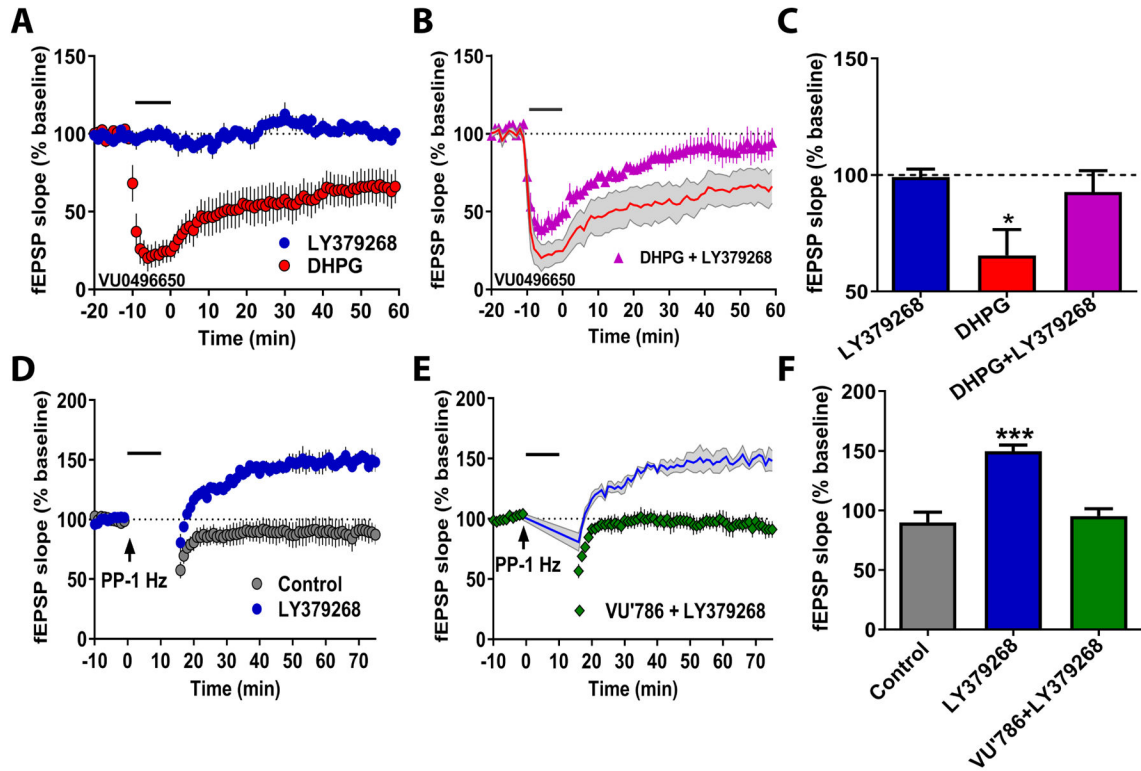 A
fEPSP slope (% baseline)
150
100
50
0
-20 -10 0 10 20 30 40 50 60
Time (min)
LY379268
DHPG
VU0496650
B
fEPSP slope (% baseline)
150
100
50
0
-20 -10 0 10 20 30 40 50 60
Time (min)
DHPG + LY379268
VU0496650
C
fEPSP slope (% baseline)
150
100
50
*
LY379268
DHPG
DHPG+LY379268
D
fEPSP slope (% baseline)
200
150
100
50
0
-10 0 10 20 30 40 50 60 70
Time (min)
PP-1 Hz
Control
LY379268
E
fEPSP slope (% baseline)
200
150
100
50
0
-10 0 10 20 30 40 50 60 70
Time (min)
PP-1 Hz
VU'786 + LY379268
F
fEPSP slope (% baseline)
200
150
100
50
0
***
Control
LY379268
VU'786+LY379268